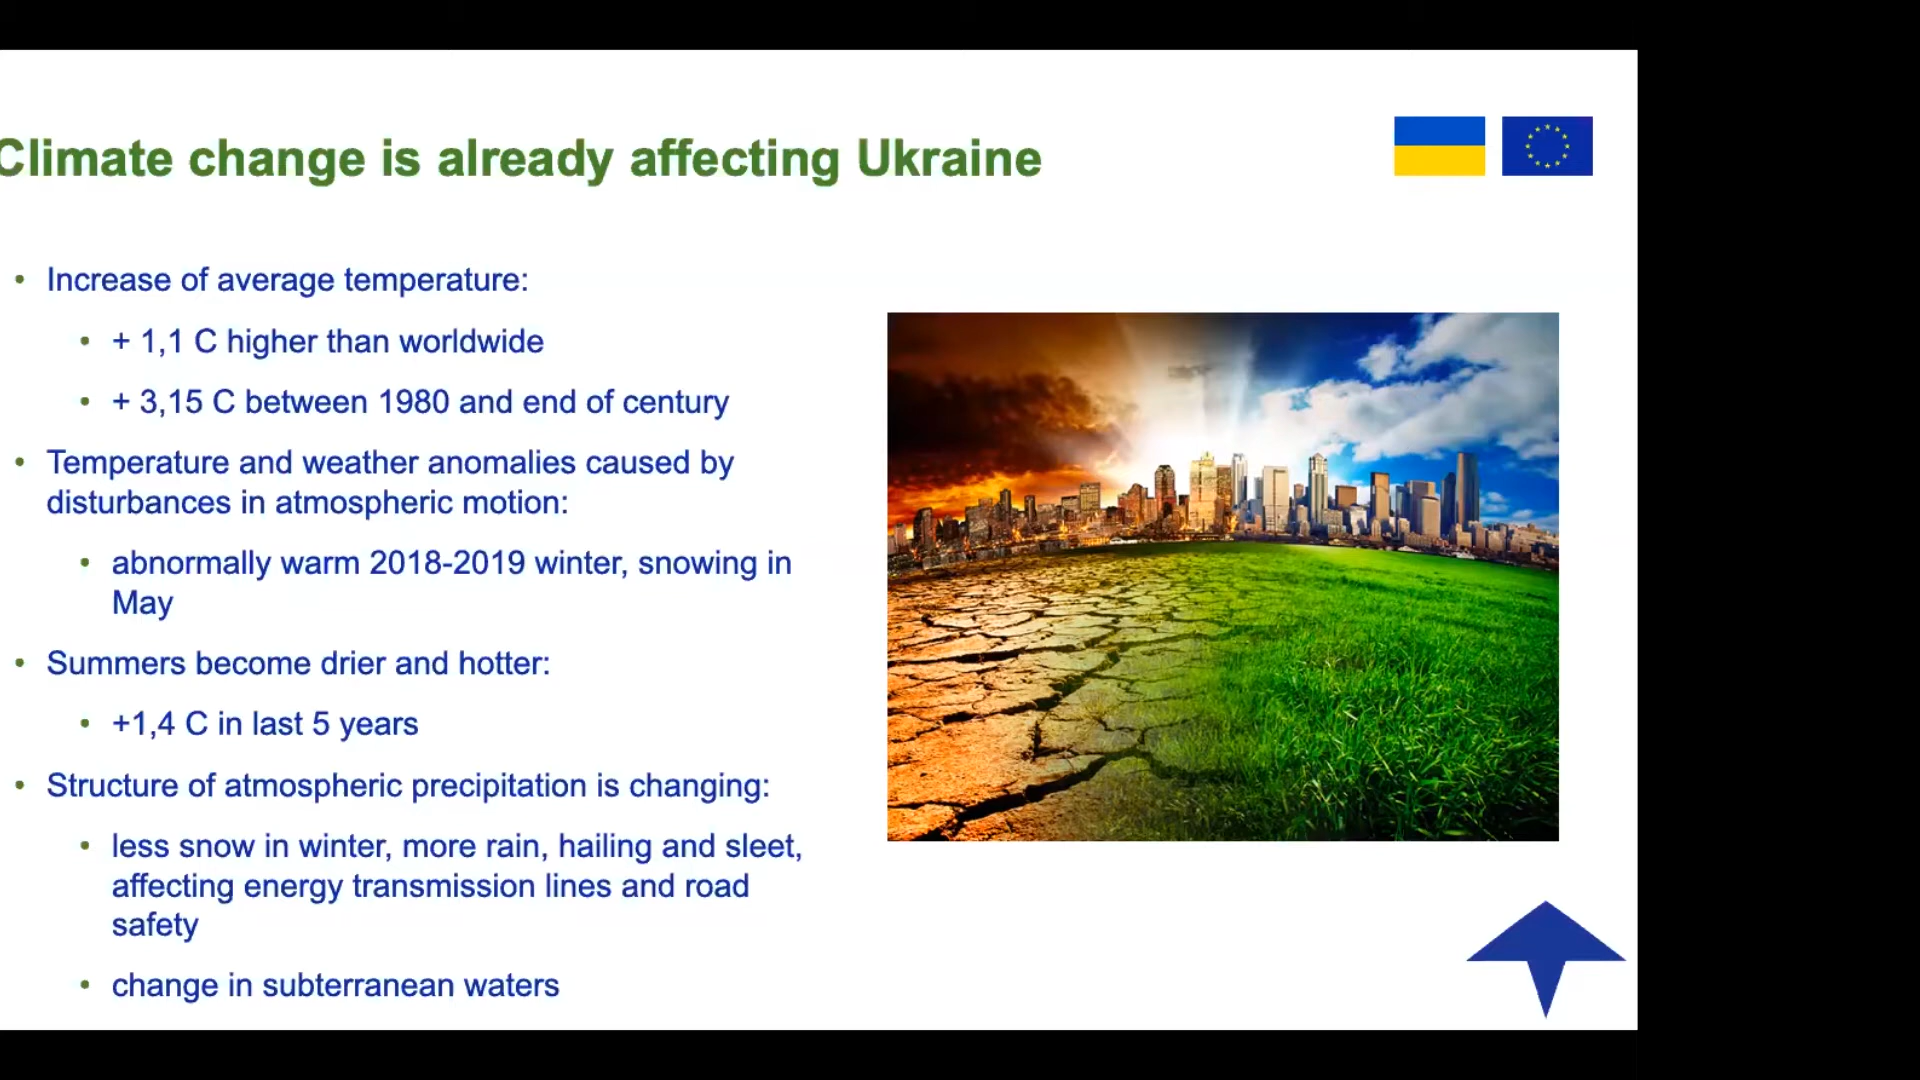 Climate change is already affecting Ukraine
• Increase of average temperature:
• + 1,1 C higher than worldwide
• + 3,15 C between 1980 and end of century
• Temperature and weather anomalies caused by
disturbances in atmospheric motion:
• abnormally warm 2018-2019 winter, snowing in
May
• Summers become drier and hotter:
• +1,4 C in last 5 years
• Structure of atmospheric precipitation is changing:
• less snow in winter, more rain, hailing and sleet,
affecting energy transmission lines and road
safety
• change in subterranean waters